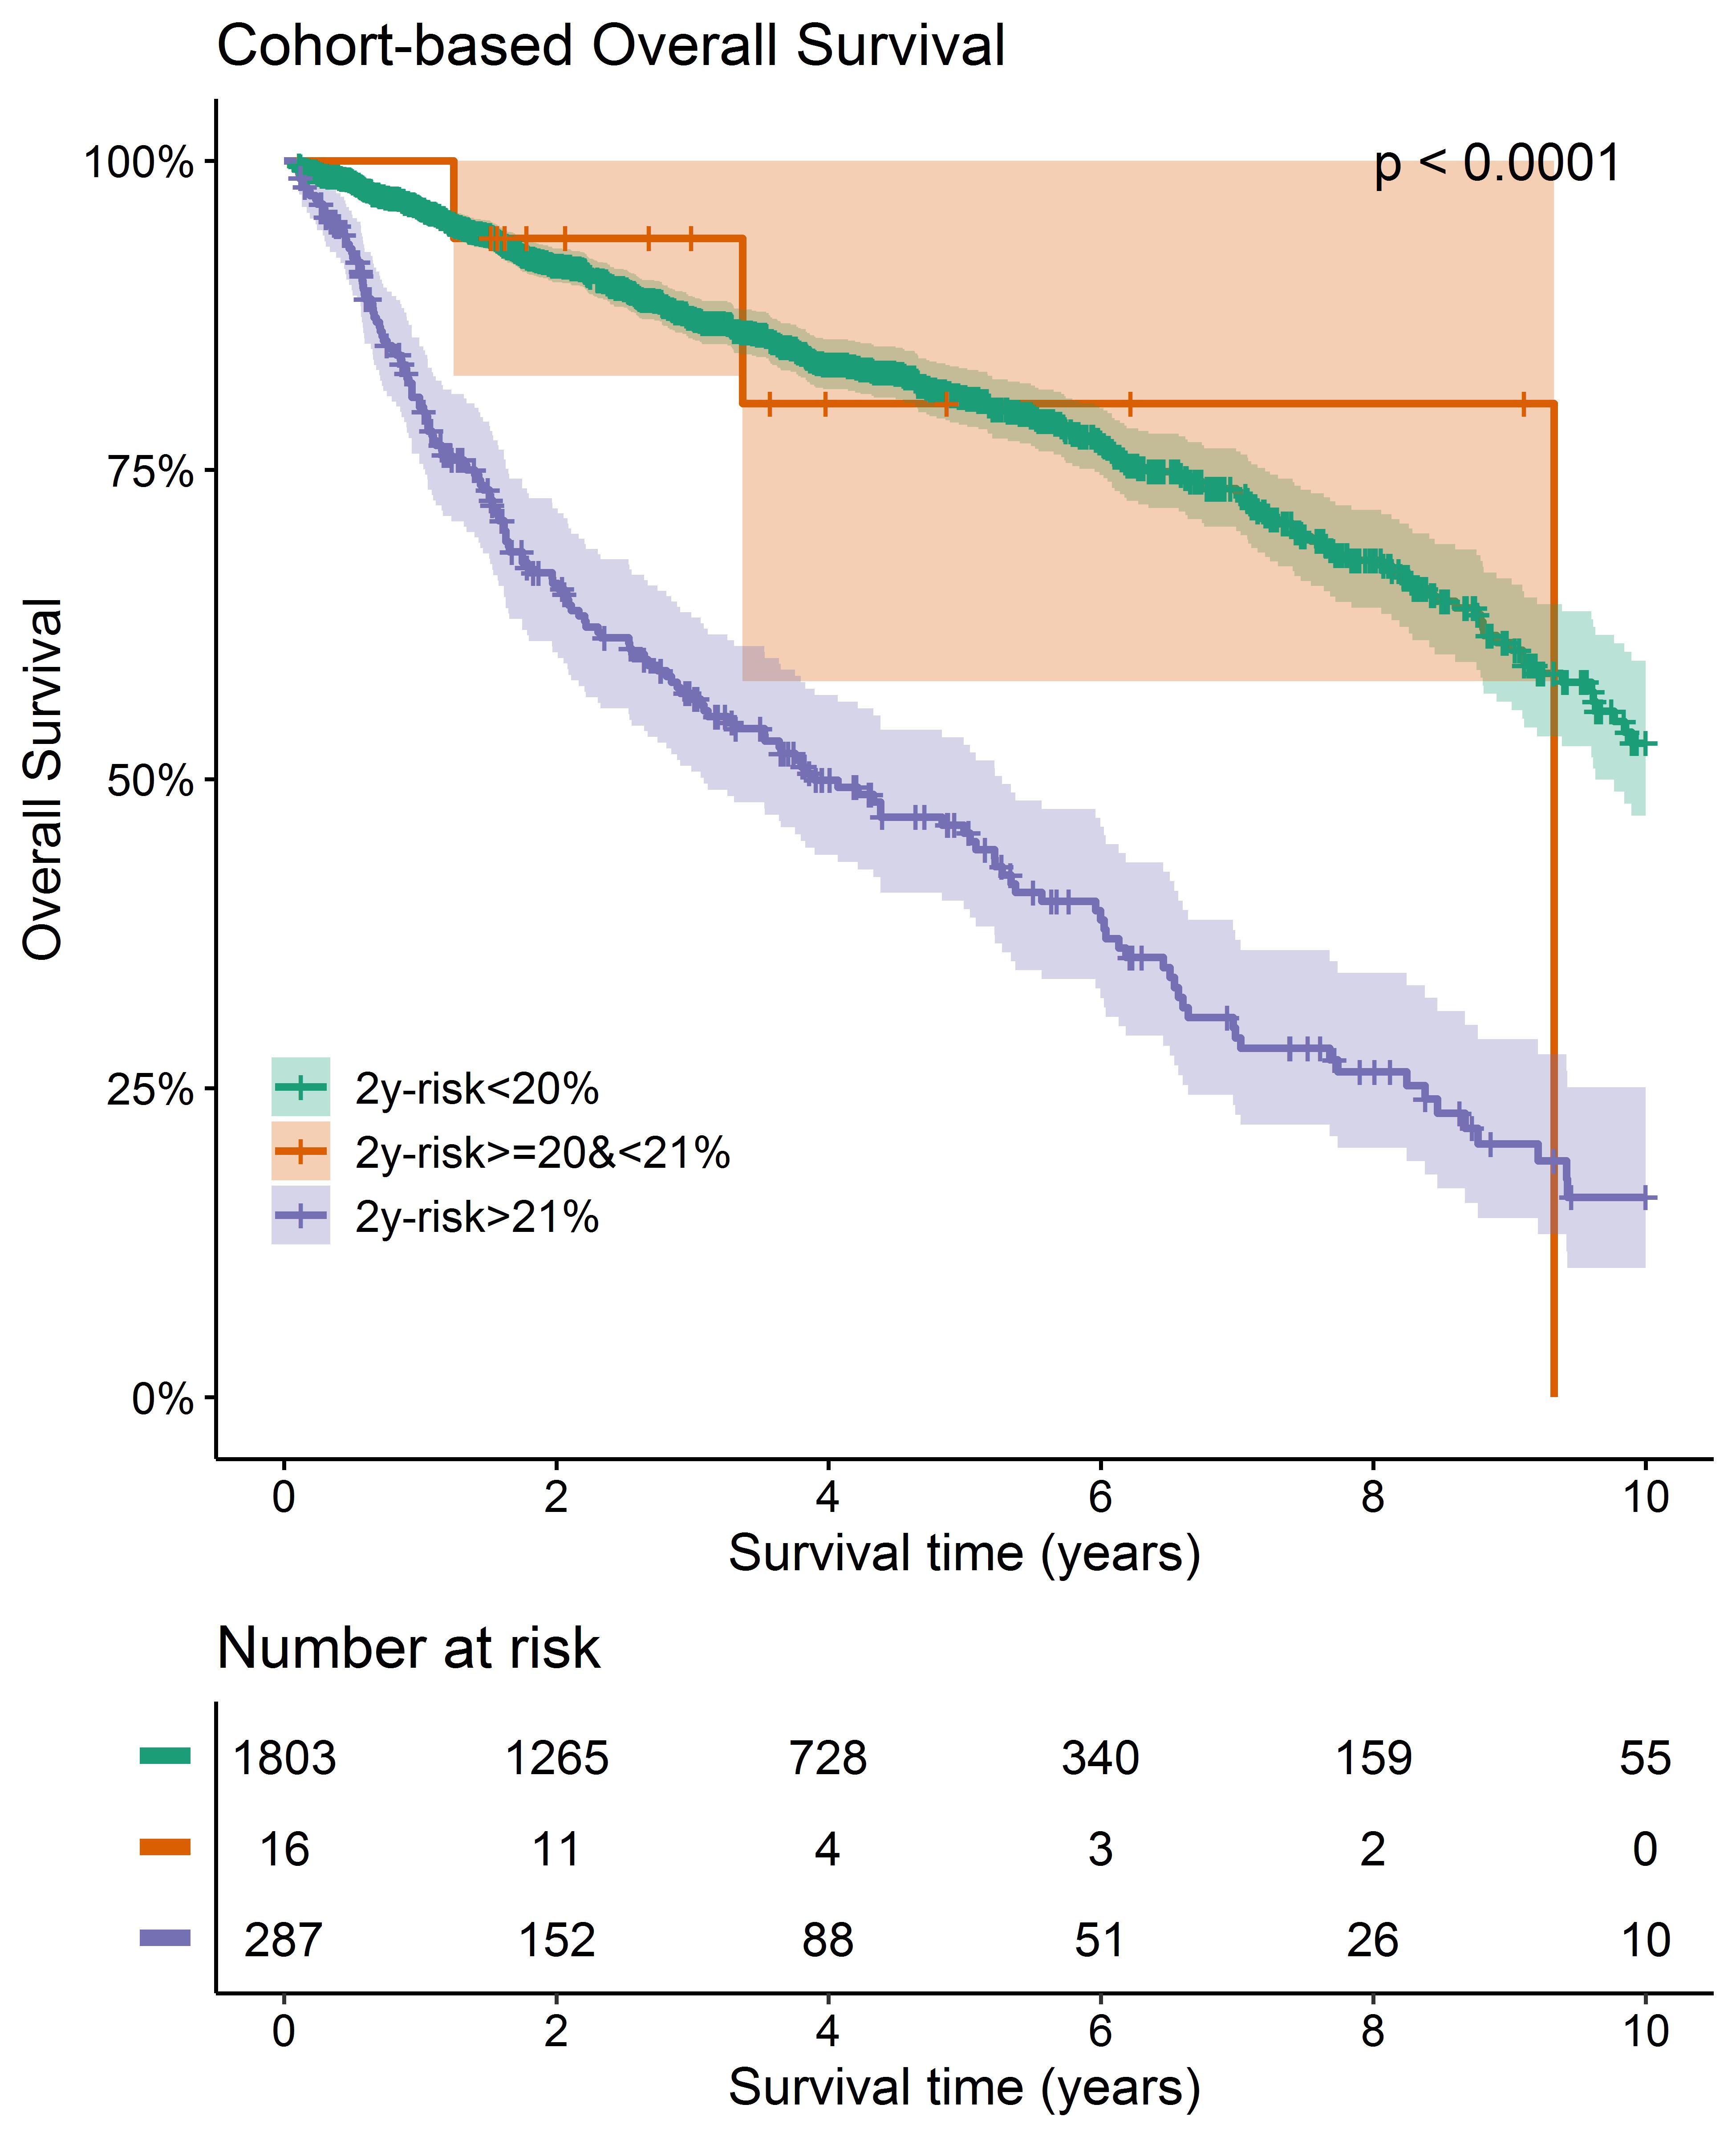 Cohort-based Overall Survival
p < 0.0001
100%
75%
50%
25%
0%
Overall Survival
2y-risk<20%
2y-risk>=20&<21%
2y-risk>21%
0 2 4 6 8 10
Survival time (years)
Number at risk
1803 1265 728 340 159 55
16 11 4 3 2 0
287 152 88 51 26 10
0 2 4 6 8 10
Survival time (years)